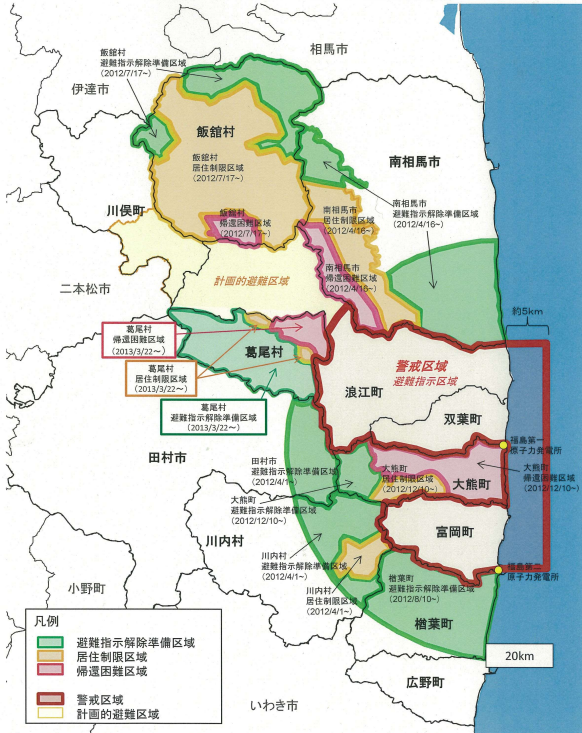 相馬市
飯舘村
避難指示解除準備区域
(2012/7/17~)
伊達市
飯舘村
飯舘村
居住制限区域
(2012/7/17~)
南相馬市
南相馬市
避難指示解除準備区域
(2012/4/16~)
川俣町
飯舘村
帰還困難区域
(2012/7/17~)
南相馬市
居住制限区域
(2012/4/16~)
南相馬市
帰還困難区域
(2012/4/16~)
計画的避難区域
二本松市
約5km
葛尾村
帰還困難区域
(2013/3/22~)
葛尾村
葛尾村
居住制限区域
(2013/3/22~)
葛尾村
避難指示解除準備区域
(2013/3/22~)
警戒区域
避難指示区域
浪江町
双葉町
福島第一
原子力発電所
田村市
田村市
避難指示解除準備区域
(2012/4/1~)
大熊町
居住制限区域
(2012/12/10~)
大熊町
大熊町
帰還困難区域
(2012/12/10~)
大熊町
避難指示解除準備区域
(2012/12/10~)
富岡町
川内村
川内村
避難指示解除準備区域
(2012/4/1~)
川内村
居住制限区域
(2012/4/1~)
楢葉町
避難指示解除準備区域
(2012/8/10~)
福島第二
原子力発電所
小野町
楢葉町
20km
広野町
いわき市
凡例
避難指示解除準備区域
居住制限区域
帰還困難区域
警戒区域
計画的避難区域